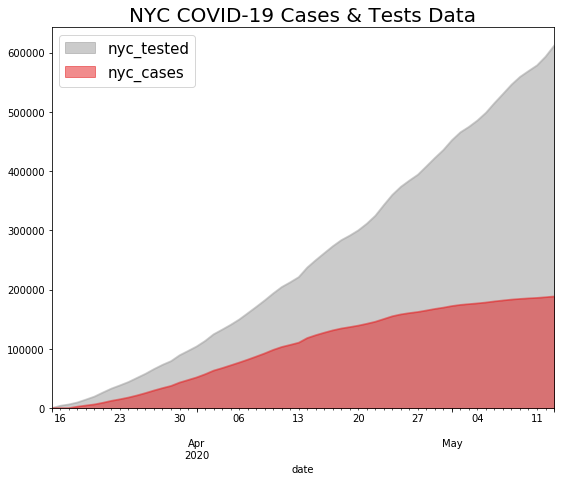 NYC COVID-19 Cases & Tests Data
nyc_tested
nyc_cases
600000
500000
400000
300000
200000
100000
0
16 23 30 06 13 20 27 04 11
Apr May
2020
date